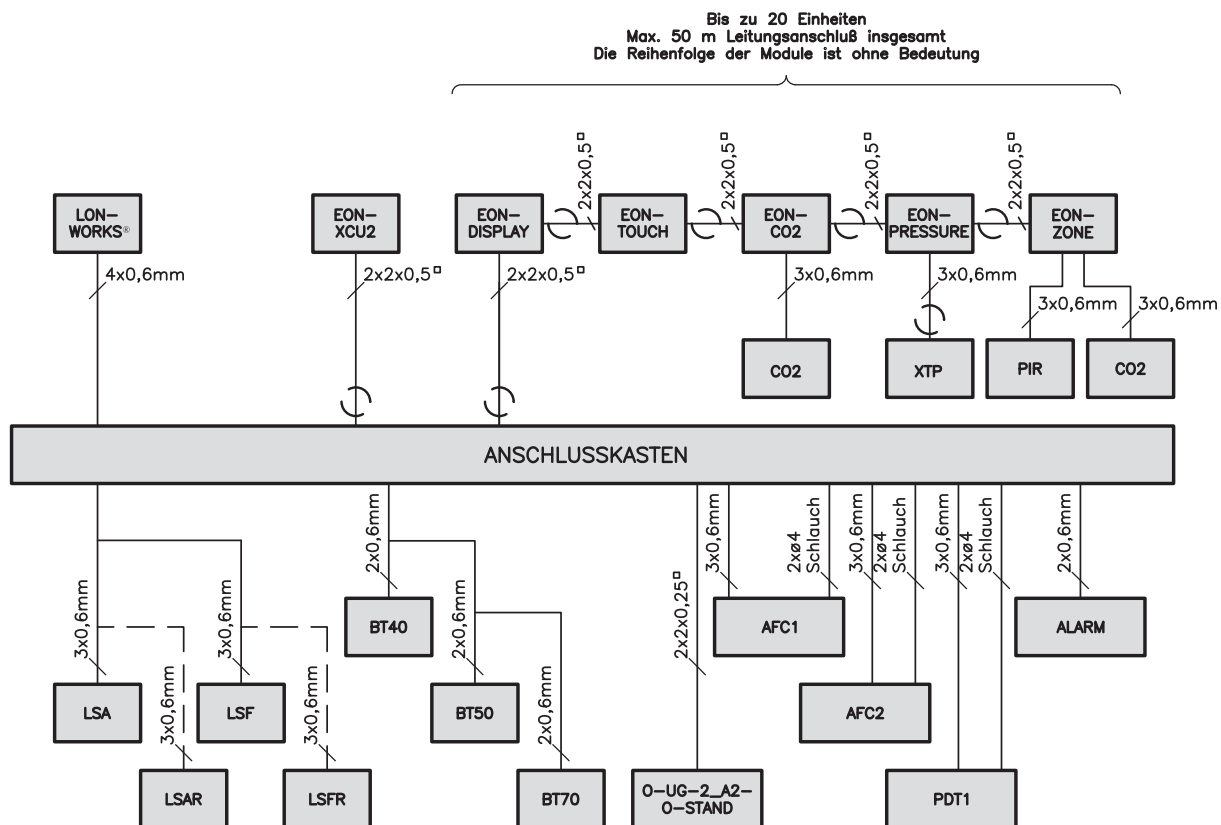 Bis zu 20 Einheiten
Max. 50 m Leitungsanschluß insgesamt
Die Reihenfolge der Module ist ohne Bedeutung
2x2x0,5▫
2x2x0,5▫
2x2x0,5▫
2x2x0,5▫
LON-
WORKS®
EON-
XCU2
EON-
DISPLAY
EON-
TOUCH
EON-
CO2
EON-
PRESSURE
EON-
ZONE
4x0,6mm
2x2x0,5▫
2x2x0,5▫
3x0,6mm
3x0,6mm
3x0,6mm
3x0,6mm
CO2
XTP
PIR
CO2
ANSCHLUSSKASTEN
3x0,6mm
3x0,6mm
3x0,6mm
3x0,6mm
2x0,6mm
2x0,6mm
2x0,6mm
2x2x0,25▫
3x0,6mm
2xø4
Schlauch
3x0,6mm
2xø4
Schlauch
3x0,6mm
2xø4
Schlauch
2x0,6mm
BT40
AFC1
ALARM
LSA
LSF
BT50
AFC2
LSAR
LSFR
BT70
O-UG-2_A2-
O-STAND
PDT1